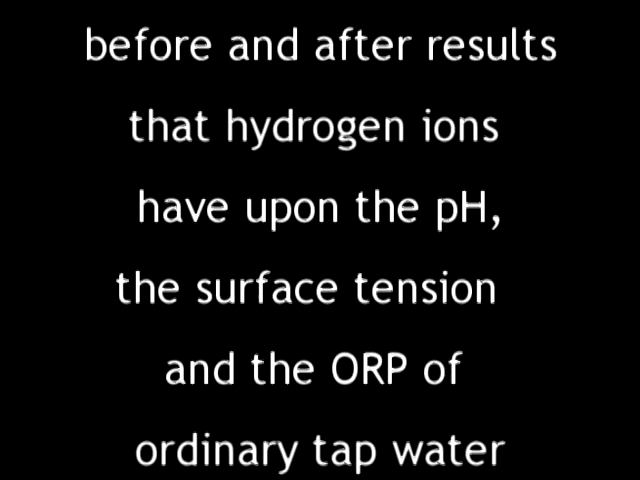 before and after results
that hydrogen ions
have upon the pH,
the surface tension
and the ORP of
ordinary tap water